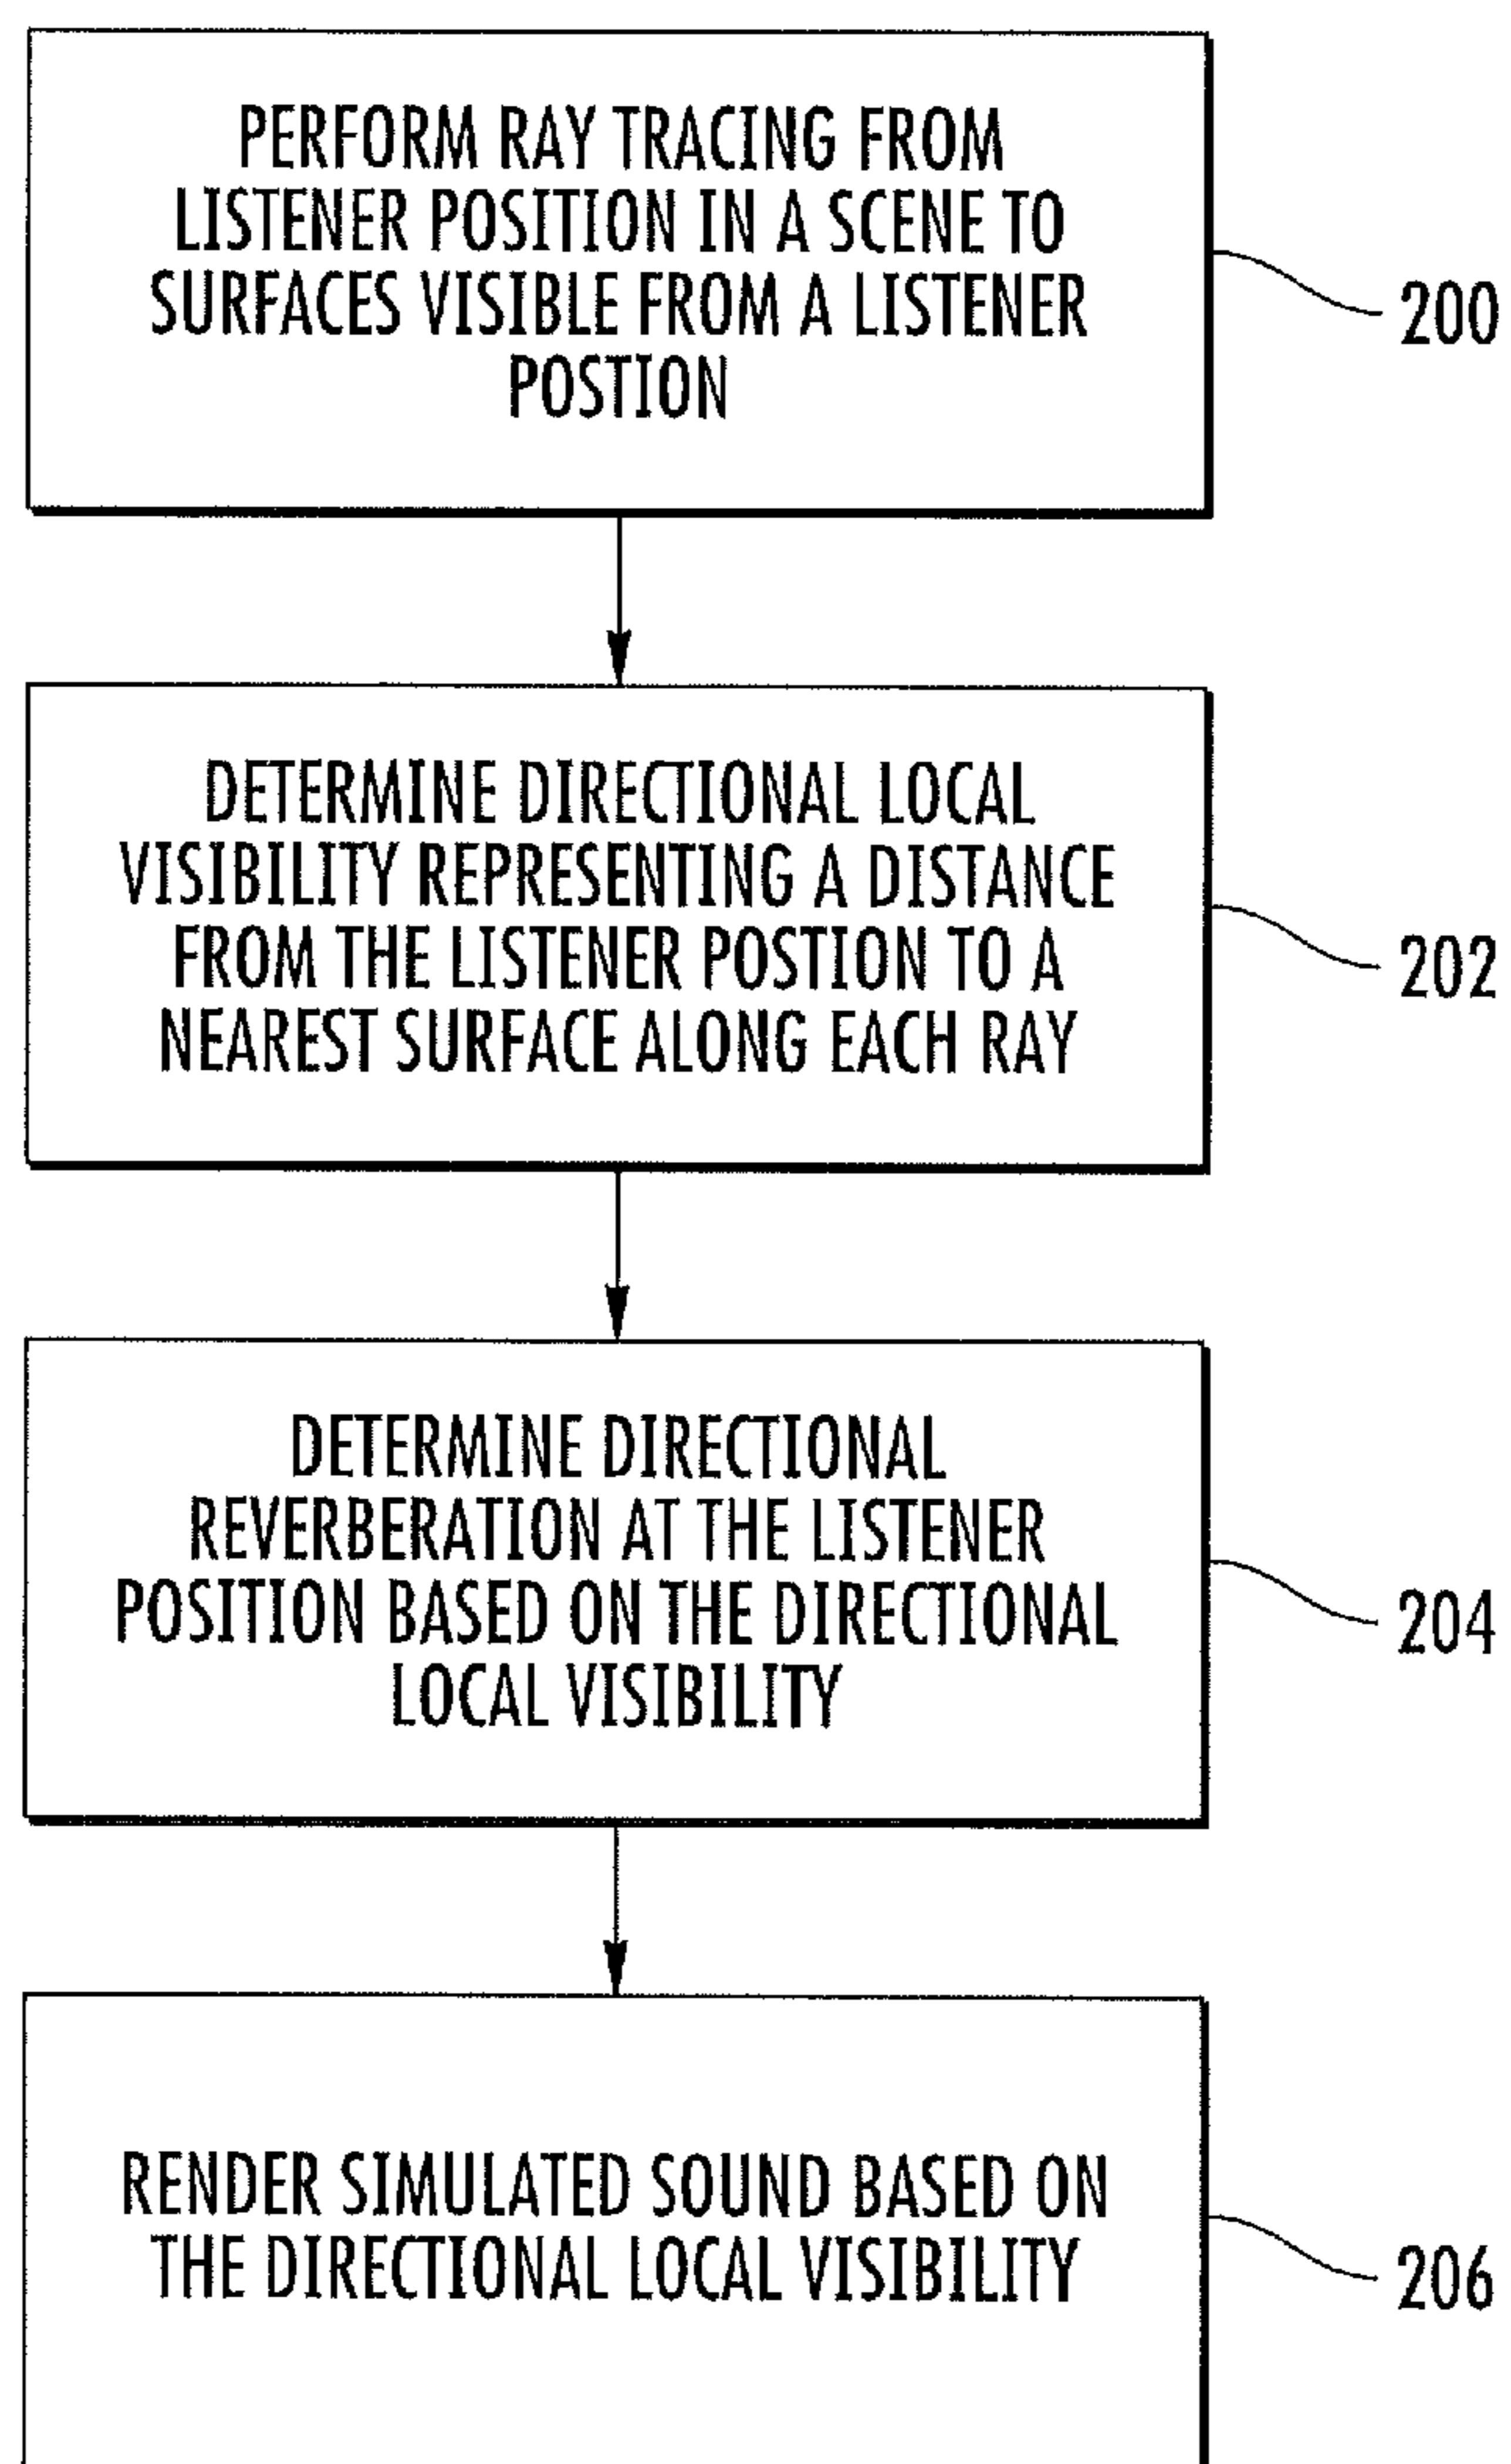 PERFORM RAY TRACING FROM
LISTENER POSITION IN A SCENE TO
SURFACES VISIBLE FROM A LISTENER
POSTION
200
DETERMINE DIRECTIONAL LOCAL
VISIBILITY REPRESENTING A DISTANCE
FROM THE LISTENER POSTION TO A
NEAREST SURFACE ALONG EACH RAY
202
DETERMINE DIRECTIONAL
REVERBERATION AT THE LISTENER
POSITION BASED ON THE DIRECTIONAL
LOCAL VISIBILITY
204
RENDER SIMULATED SOUND BASED ON
THE DIRECTIONAL LOCAL VISIBILITY
206